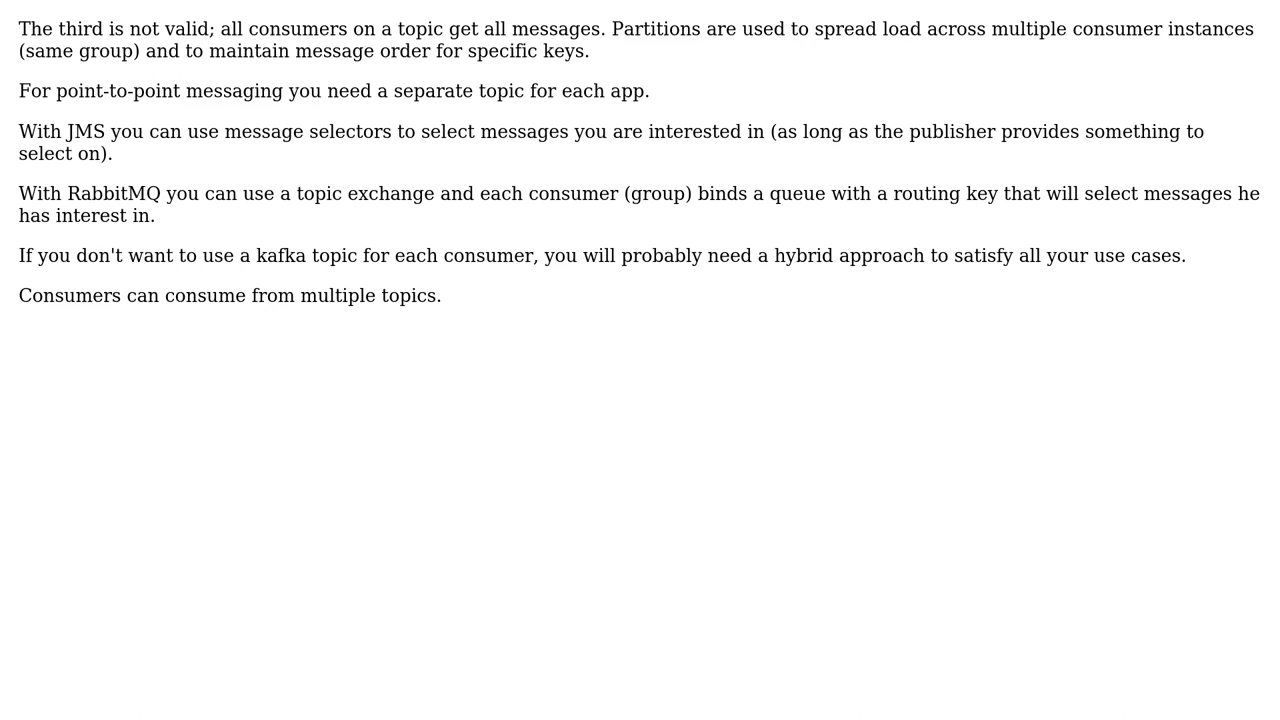 The third is not valid; all consumers on a topic get all messages. Partitions are used to spread load across multiple consumer instances
(same group) and to maintain message order for specific keys.
For point-to-point messaging you need a separate topic for each app.
With JMS you can use message selectors to select messages you are interested in (as long as the publisher provides something to
select on).
With RabbitMQ you can use a topic exchange and each consumer (group) binds a queue with a routing key that will select messages he
has interest in.
If you don't want to use a kafka topic for each consumer, you will probably need a hybrid approach to satisfy all your use cases.
Consumers can consume from multiple topics.